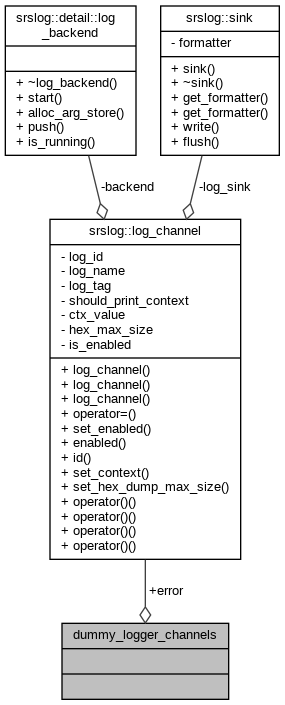 srslog::detail::log
_backend
+ ~log_backend()
+ start()
+ alloc_arg_store()
+ push()
+ is_running()
srslog::sink
- formatter
+ sink()
+ ~sink()
+ get_formatter()
+ get_formatter()
+ write()
+ flush()
-backend
-log_sink
srslog::log_channel
- log_id
- log_name
- log_tag
- should_print_context
- ctx_value
- hex_max_size
- is_enabled
+ log_channel()
+ log_channel()
+ log_channel()
+ operator=()
+ set_enabled()
+ enabled()
+ id()
+ set_context()
+ set_hex_dump_max_size()
+ operator()()
+ operator()()
+ operator()()
+ operator()()
+error
dummy_logger_channels